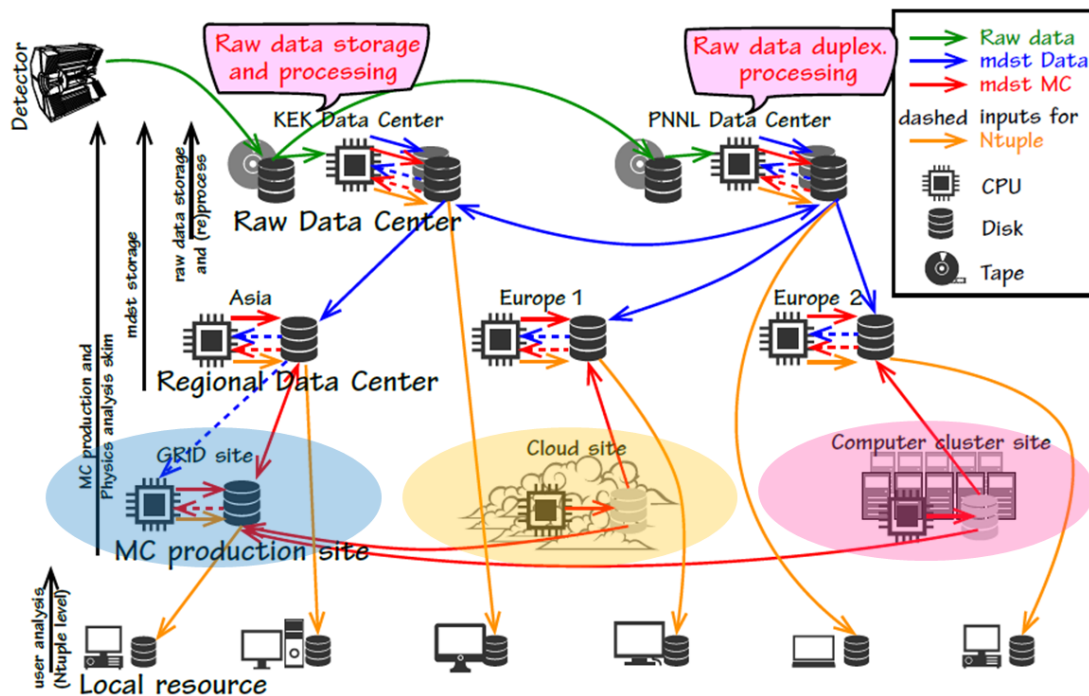 Detector
Raw data storage
and processing
Raw data duplex.
processing
Raw data
mdst Data
mdst MC
dashed inputs for
Ntuple
CPU
Disk
Tape
KEK Data Center
PNNL Data Center
Raw Data Center
raw data storage
and (re)process
mdst storage
MC production and
Physics analysis skim
Asia
Europe 1
Europe 2
Regional Data Center
GRID site
Cloud site
Computer cluster site
MC production site
user analysis
(Ntuple level)
Local resource